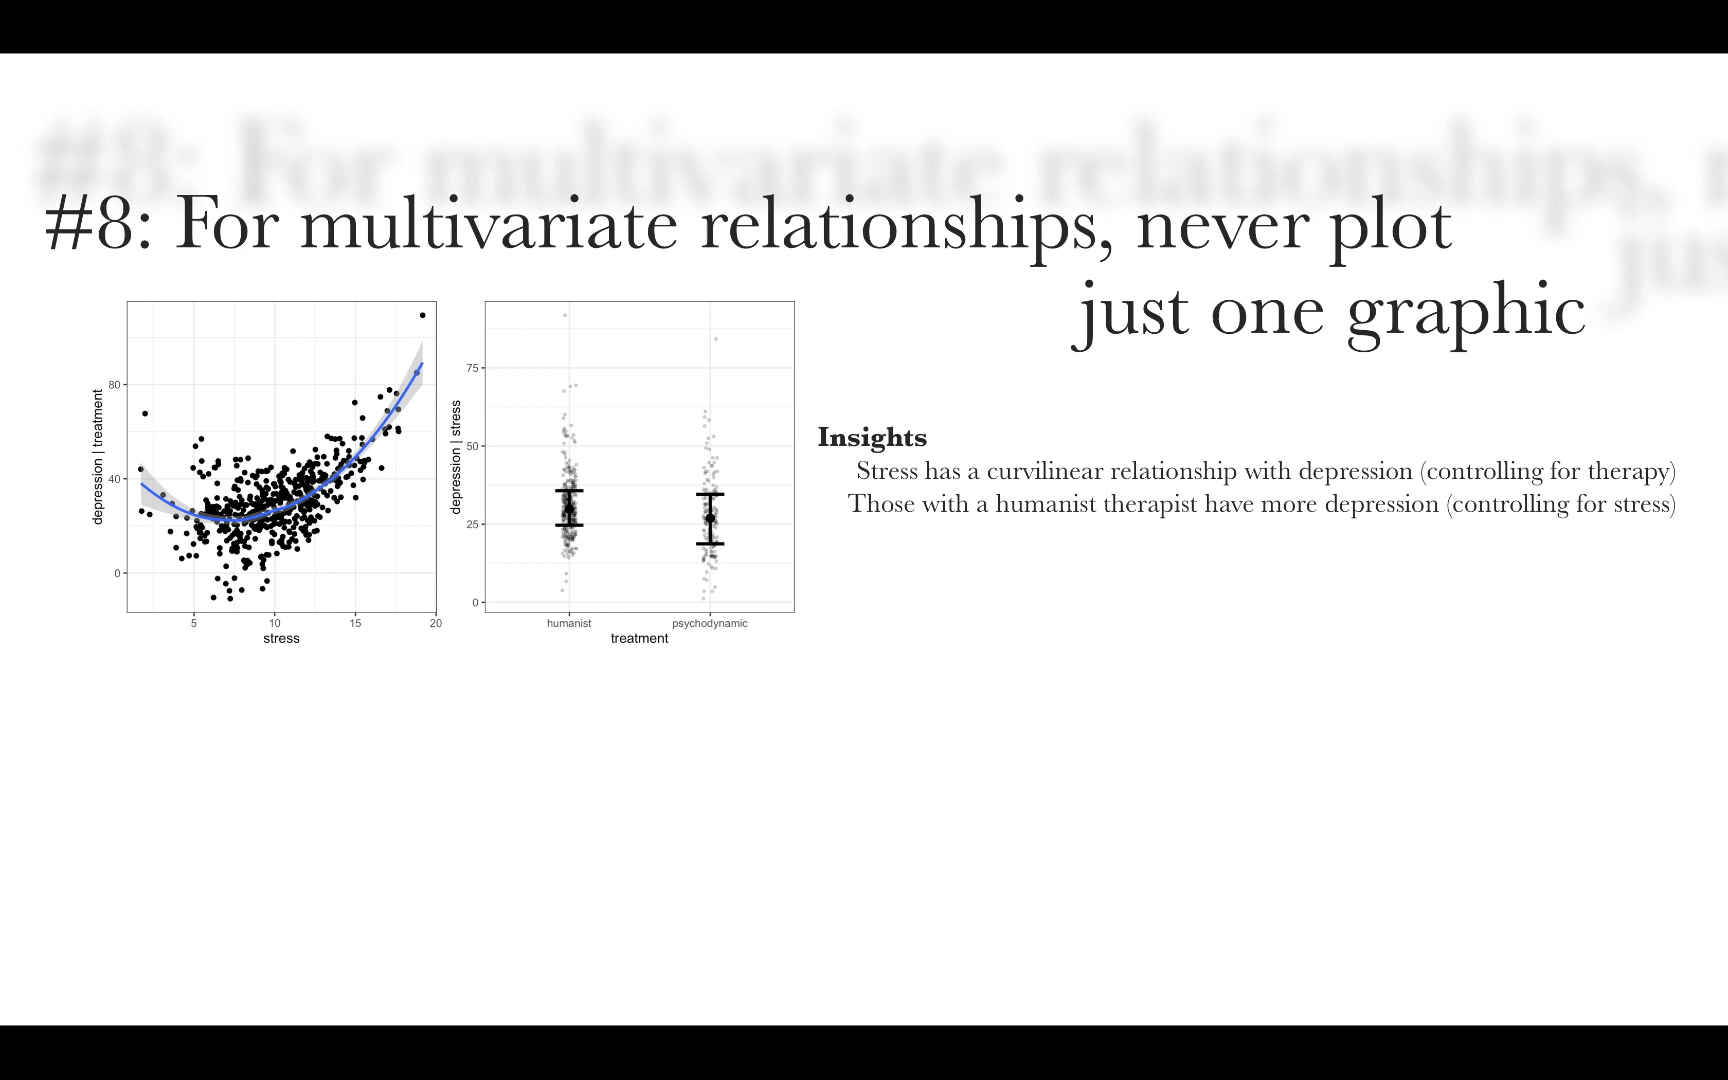 #8: For multivariate relationships, never plot
just one graphic
depression | treatment
80
40
0
5 10 15 20
stress
depression | stress
75
50
25
0
humanist psychodynamic
treatment
Insights
Stress has a curvilinear relationship with depression (controlling for therapy)
Those with a humanist therapist have more depression (controlling for stress)